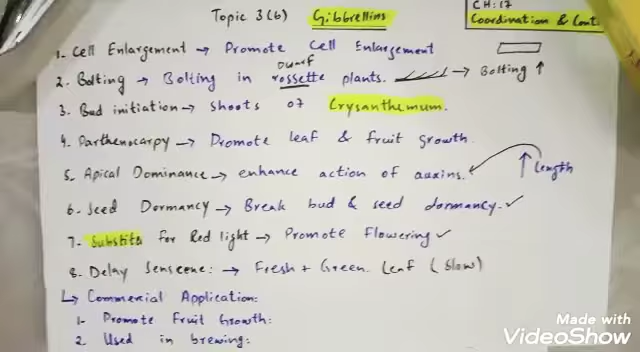 CH: 17
Coordination & Cont
Topic 3(b) Gibbrellins
1- Cell Enlargement → Promote Cell Enlargement
Dwarf
2. Bolting → Bolting in rossette plants. → Bolting ↑
3. Bud initiation → shoots of Crysanthemum.
4. Parthenocarpy → Promote leaf & fruit growth.
5. Apical Dominance → enhance action of auxins. ↑ length
6. Seed Dormancy → Break bud & seed dormancy. ✓
7- Substite for Red light → Promote Flowering ✓
8. Delay Senscene: → Fresh + Green Leaf (Slow)
↳ Commercial Application:
1- Promote Fruit Growth:
2 Used in brewing:
Made with
VideoShow